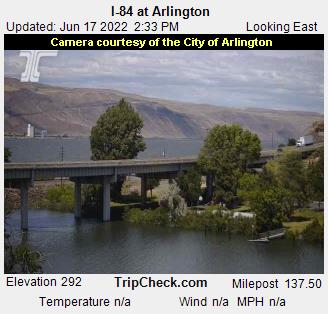 I-84 at Arlington
Updated: Jun 17 2022 2:33 PM Looking East
Camera courtesy of the City of Arlington
Elevation 292 TripCheck.com Milepost 137.50
Temperature n/a Wind n/a MPH n/a